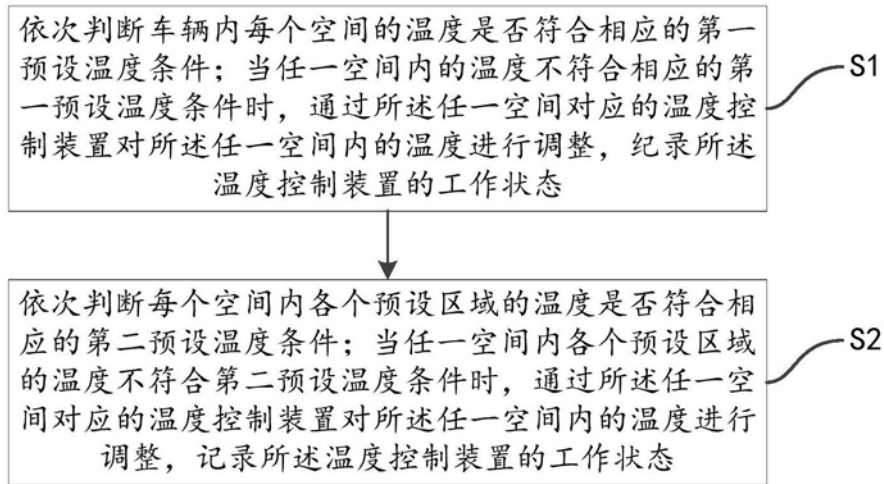 依次判断车辆内每个空间的温度是否符合相应的第一
预设温度条件；当任一空间内的温度不符合相应的第
一预设温度条件时，通过所述任一空间对应的温度控
制装置对所述任一空间内的温度进行调整，纪录所述
温度控制装置的工作状态
S1
依次判断每个空间内各个预设区域的温度是否符合相
应的第二预设温度条件；当任一空间内各个预设区域
的温度不符合第二预设温度条件时，通过所述任一空
间对应的温度控制装置对所述任一空间内的温度进行
调整，记录所述温度控制装置的工作状态
S2